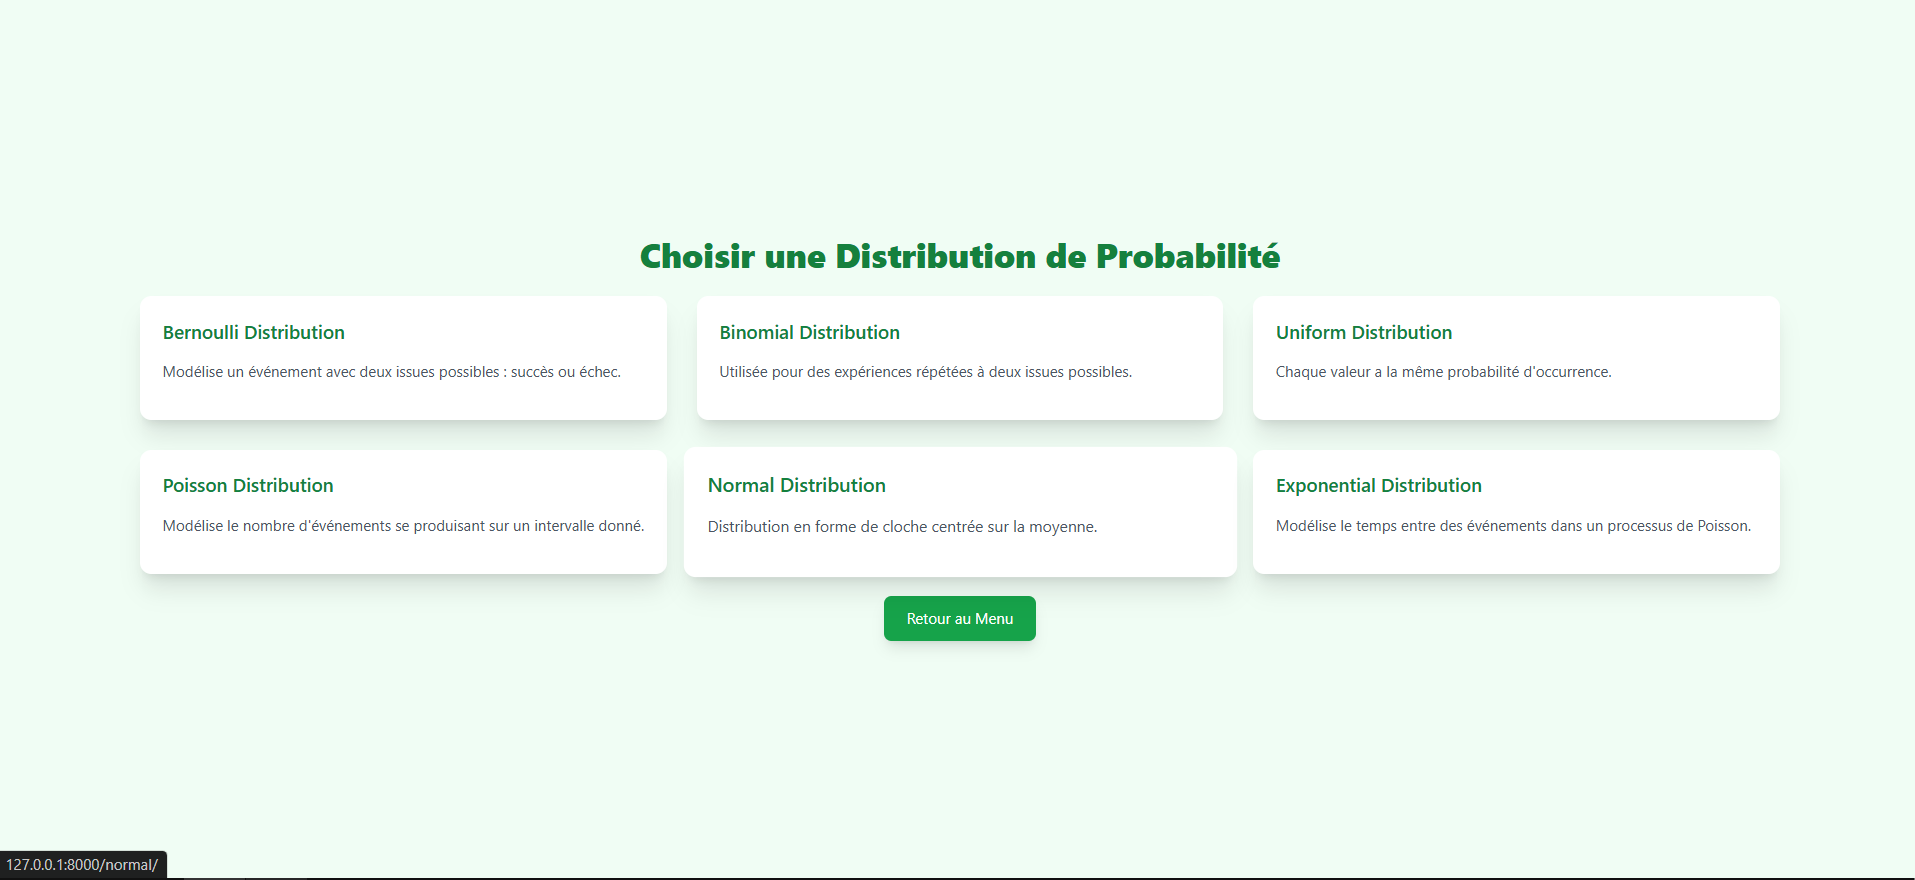 Choisir une Distribution de Probabilité
Bernoulli Distribution
Modélise un événement avec deux issues possibles : succès ou échec.
Binomial Distribution
Utilisée pour des expériences répétées à deux issues possibles.
Uniform Distribution
Chaque valeur a la même probabilité d'occurrence.
Poisson Distribution
Modélise le nombre d'événements se produisant sur un intervalle donné.
Normal Distribution
Distribution en forme de cloche centrée sur la moyenne.
Exponential Distribution
Modélise le temps entre des événements dans un processus de Poisson.
Retour au Menu
127.0.0.1:8000/normal/